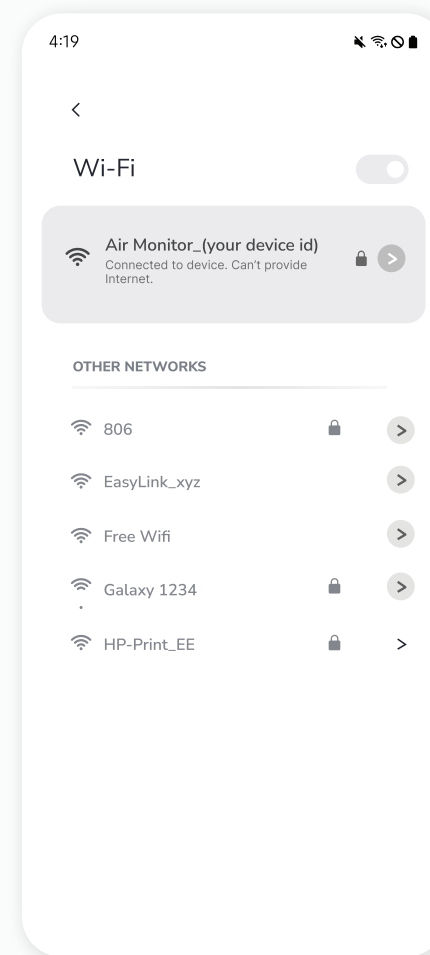 4:19
Wi-Fi
Air Monitor_(your device id)
Connected to device. Can't provide
Internet.
OTHER NETWORKS
806
EasyLink_xyz
Free Wifi
Galaxy 1234
HP-Print_EE